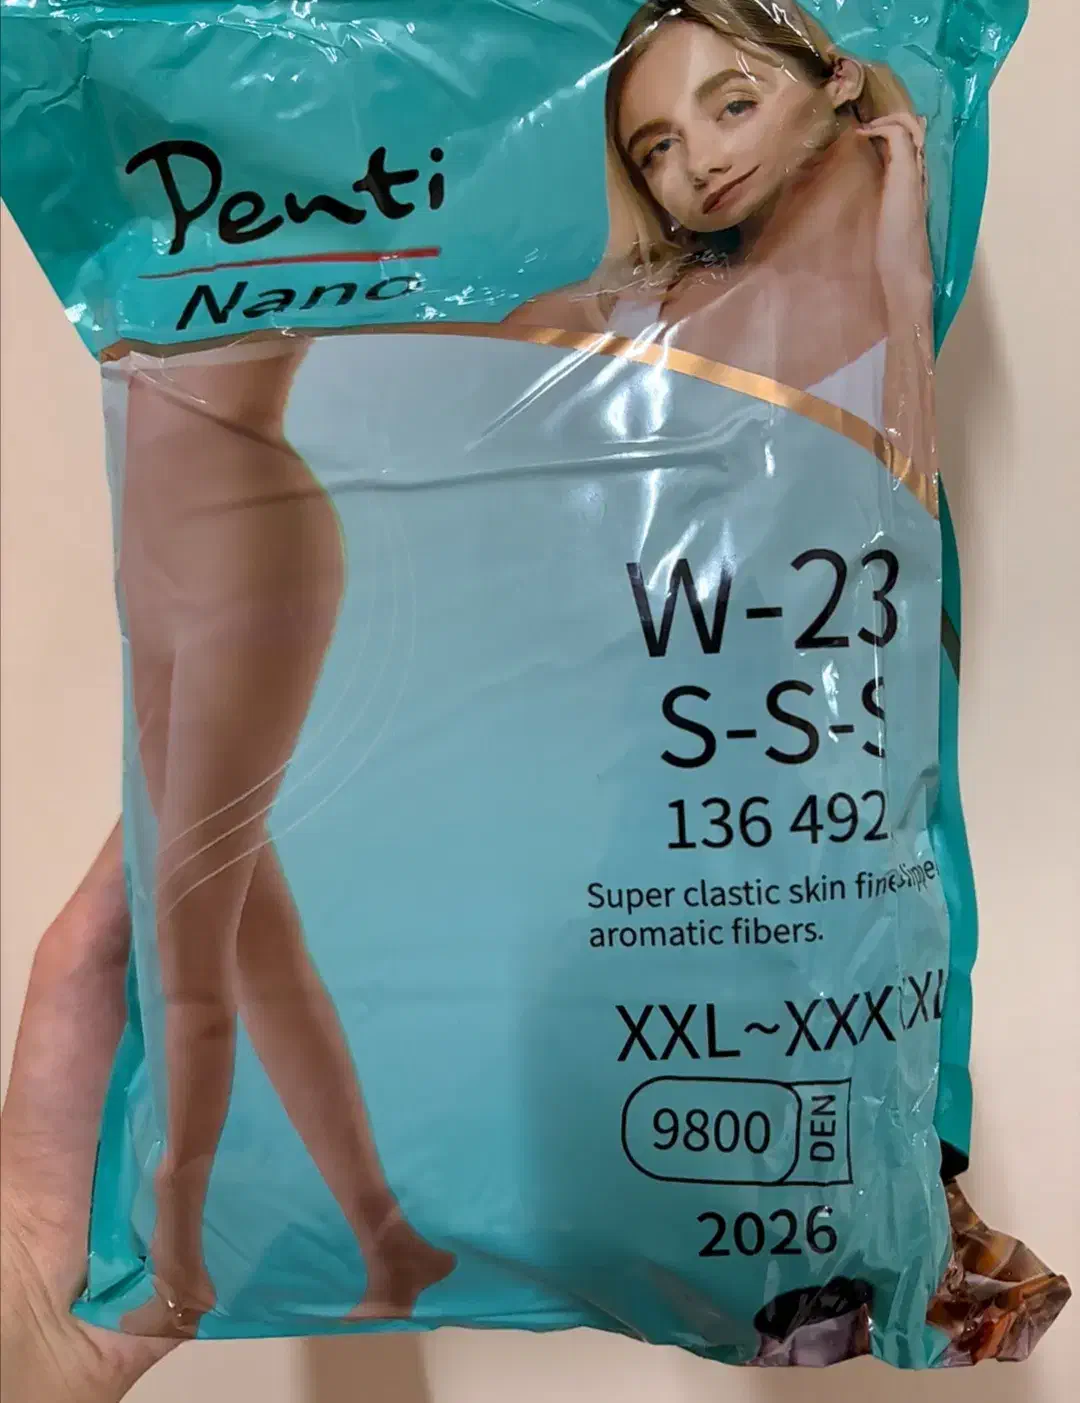 Penti
Nano
W-23
S-S-S
136 492
Super clastic skin fine
aromatic fibers.
XXL~XXX
9800 DEN
2026